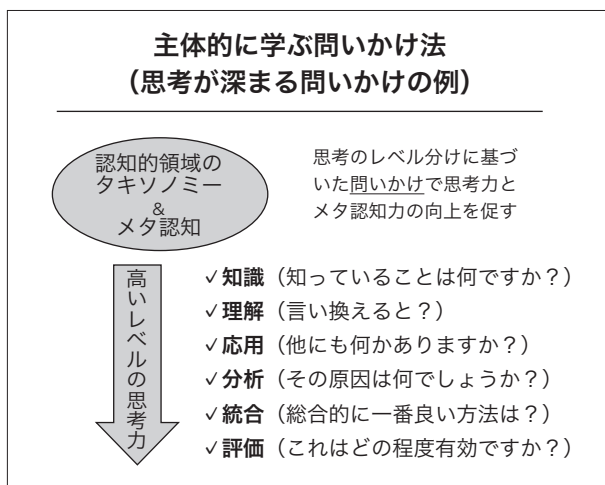 主体的に学ぶ問いかけ法
（思考が深まる問いかけの例）
認知的領域の
タキソノミー
&
メタ認知
思考のレベル分けに基づ
いた問いかけで思考力と
メタ認知力の向上を促す
高いレベルの思考力
✓知識（知っていることは何ですか？）
✓理解（言い換えると？）
✓応用（他にも何かありますか？）
✓分析（その原因は何でしょうか？）
✓統合（総合的に一番良い方法は？）
✓評価（これはどの程度有効ですか？）